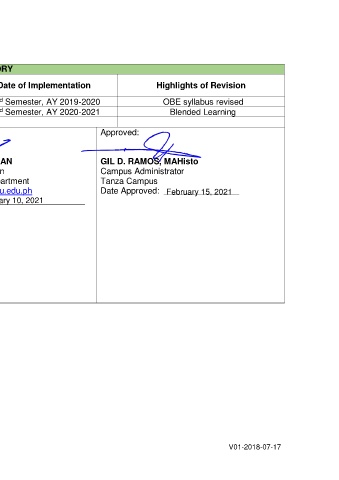 ORY
Date of Implementation Highlights of Revision
d Semester, AY 2019-2020 OBE syllabus revised
d Semester, AY 2020-2021 Blended Learning
Approved:
AN GIL D. RAMOS, MAHisto
n Campus Administrator
artment Tanza Campus
u.edu.ph Date Approved: February 15, 2021
ary 10, 2021
V01-2018-07-17